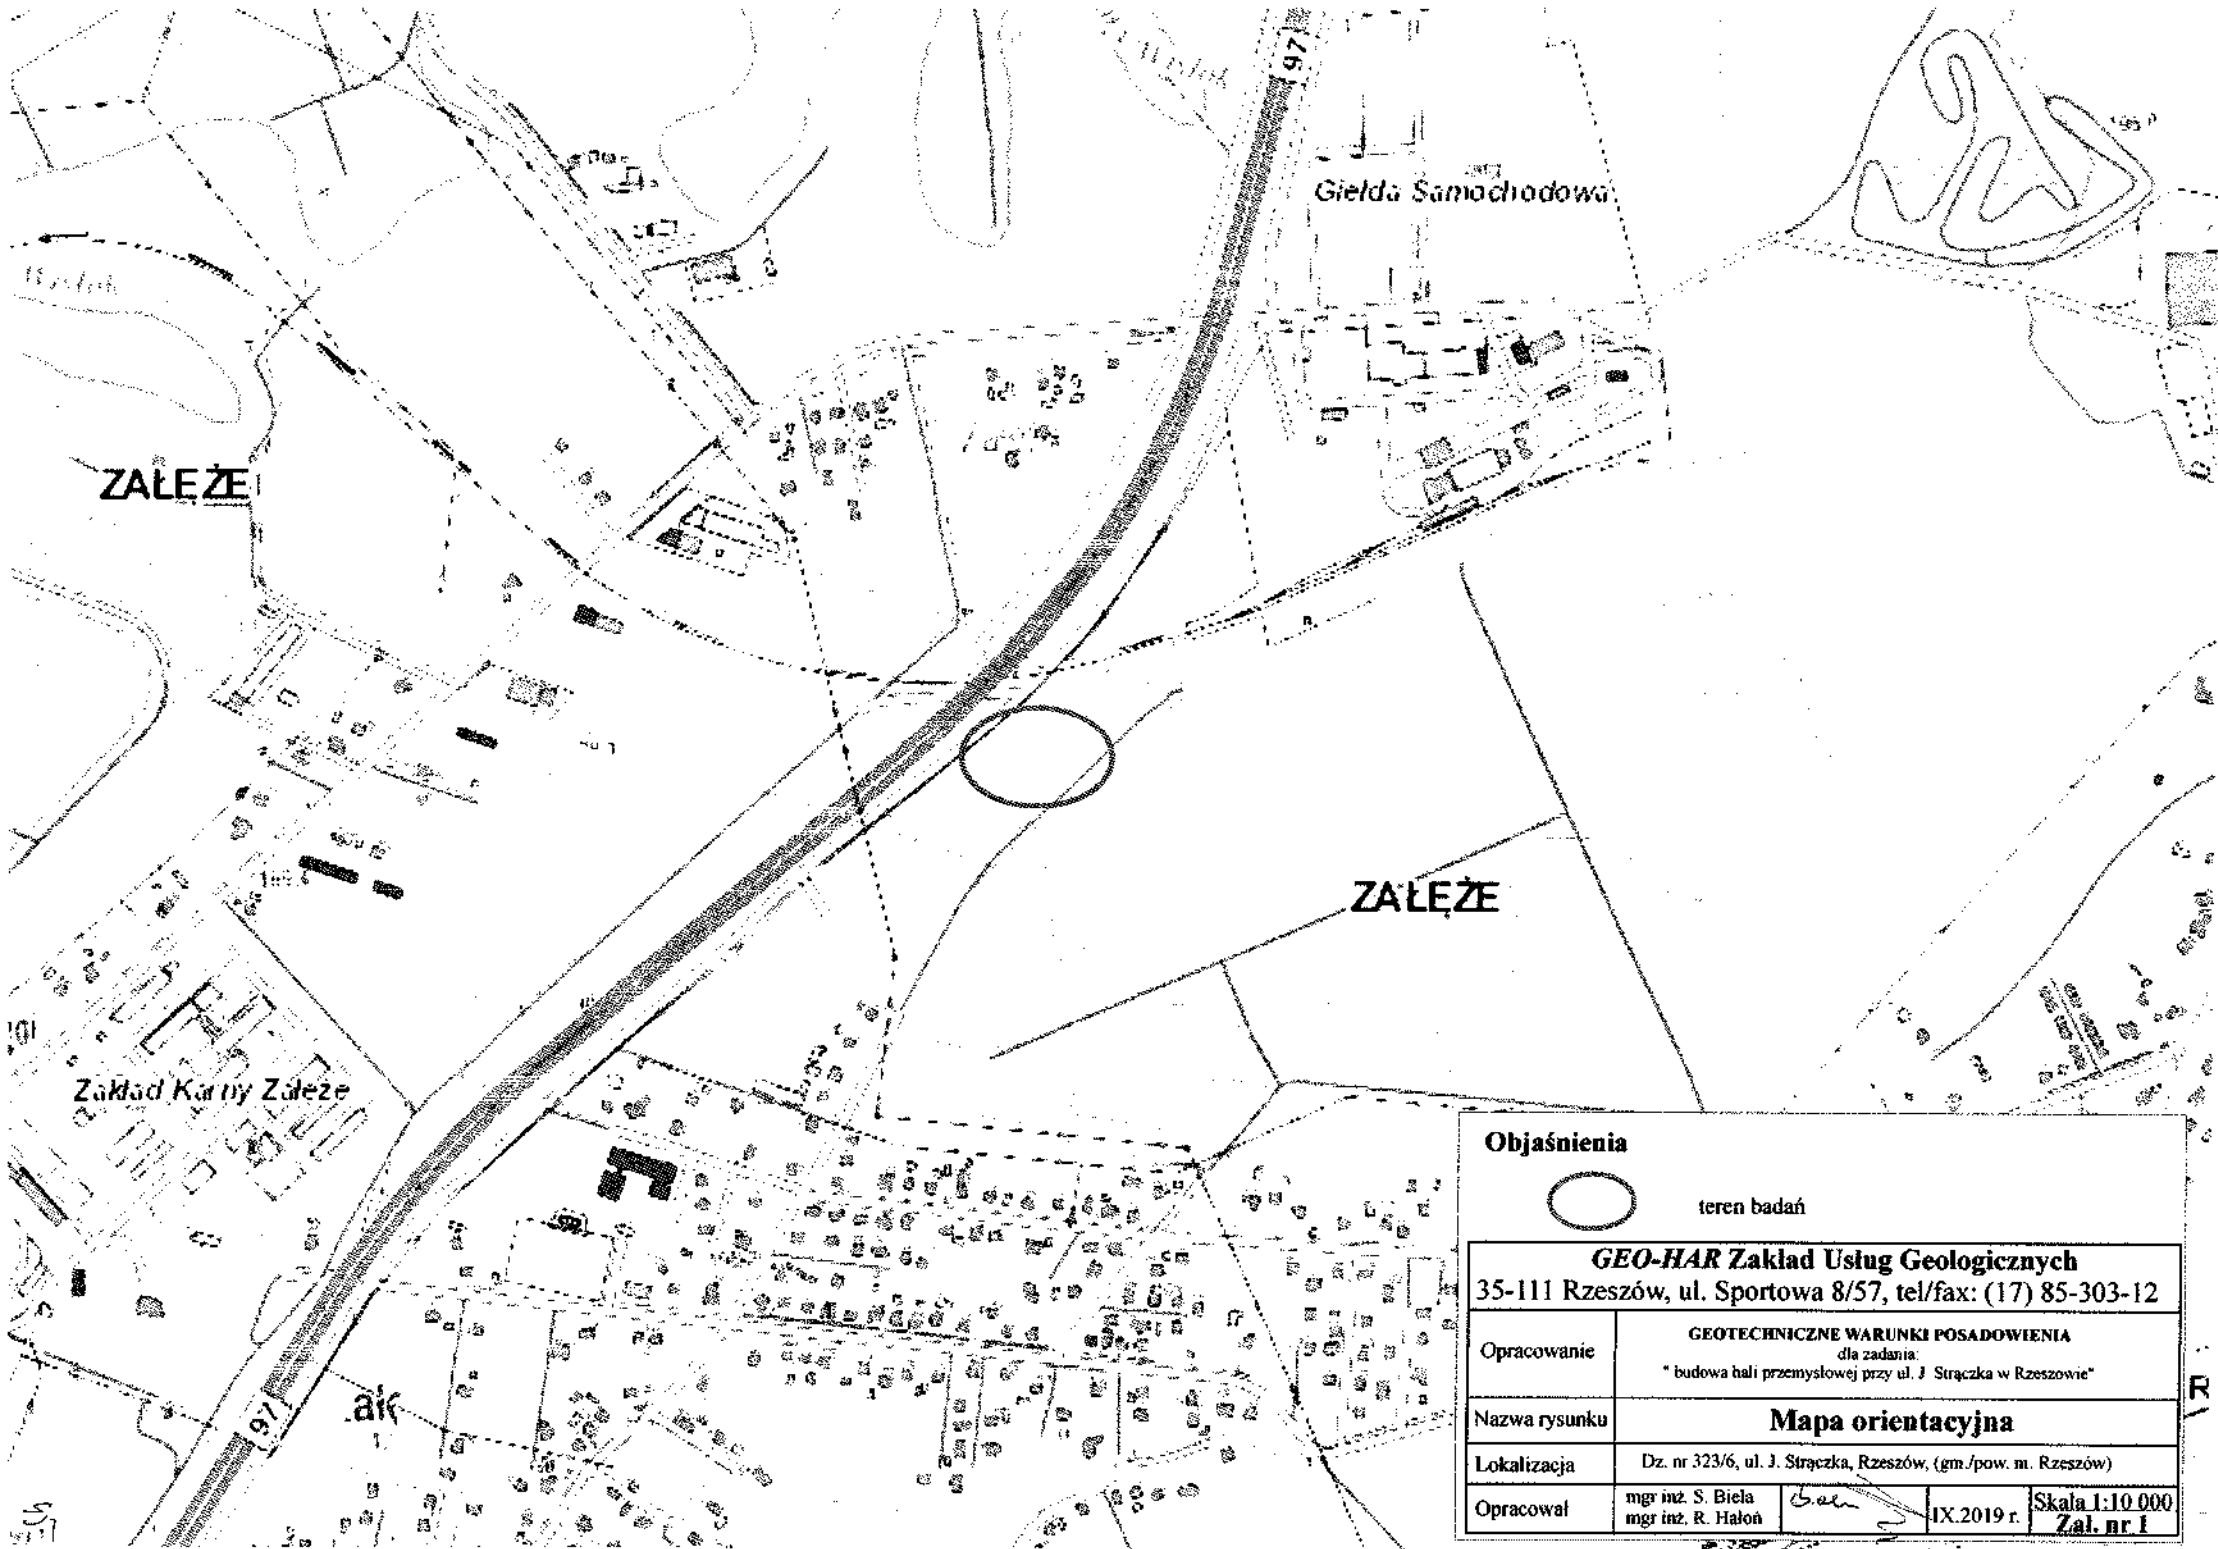 97
Giełda Samochodowa
Wisłok
ZAŁĘŻE
ZAŁĘŻE
Zakład Karny Załęże
97
R
Objaśnienia
teren badań
GEO-HAR Zakład Usług Geologicznych
35-111 Rzeszów, ul. Sportowa 8/57, tel/fax: (17) 85-303-12
Opracowanie
GEOTECHNICZNE WARUNKI POSADOWIENIA
dla zadania:
" budowa hali przemysłowej przy ul. J Strączka w Rzeszowie"
Nazwa rysunku
Mapa orientacyjna
Lokalizacja
Dz. nr 323/6, ul. J. Strączka, Rzeszów, (gm./pow. m. Rzeszów)
Opracował
mgr inż. S. Biela
mgr inż. R. Hałoń
IX.2019 r.
Skala 1:10 000
Zał. nr 1